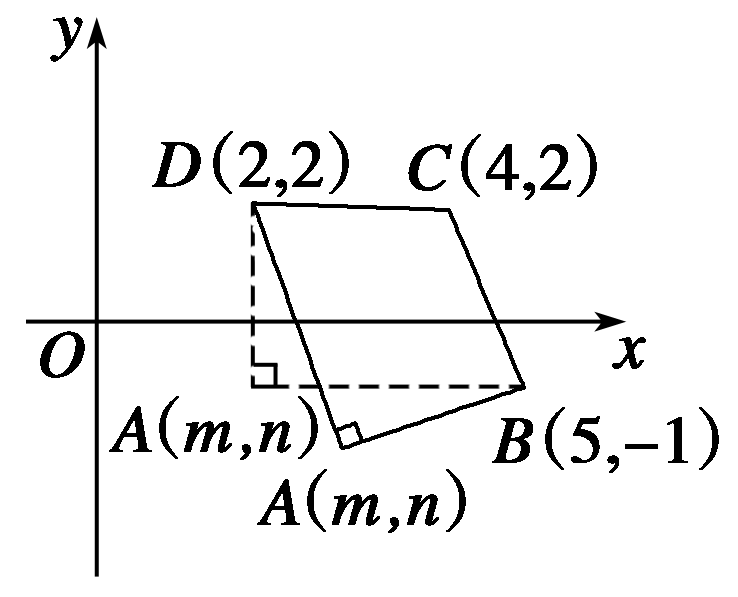 y
D(2,2) C(4,2)
O x
A(m,n) B(5,−1)
A(m,n)